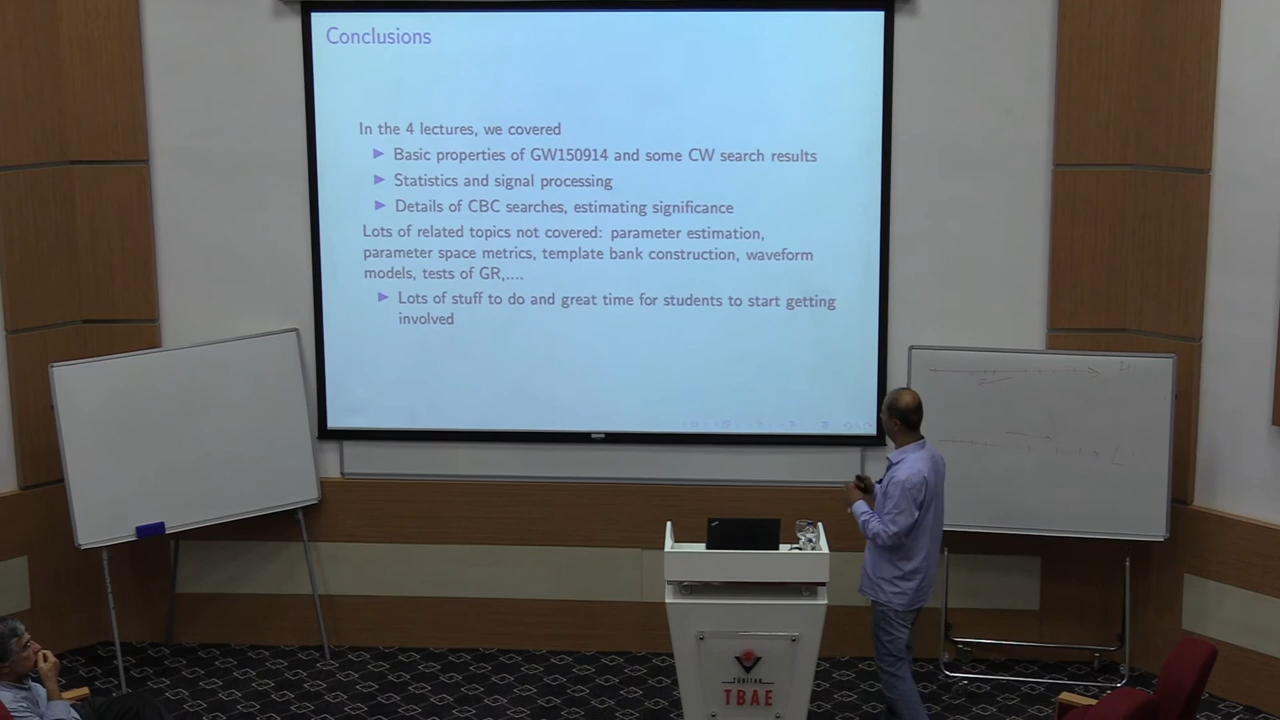 Conclusions
In the 4 lectures, we covered
Basic properties of GW150914 and some CW search results
Statistics and signal processing
Details of CBC searches, estimating significance
Lots of related topics not covered: parameter estimation,
parameter space metrics, template bank construction, waveform
models, tests of GR,....
Lots of stuff to do and great time for students to start getting
involved
H
L
TÜBİTAK
TBAE